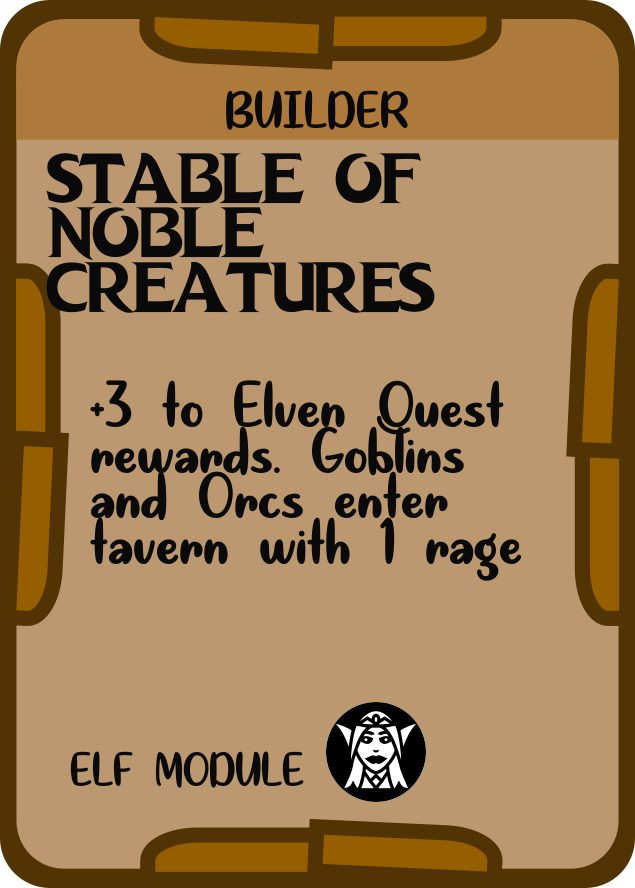 BUILDER
STABLE OF
NOBLE
CREATURES
+3 to Elven Quest
rewards. Goblins
and Orcs enter
tavern with 1 rage
ELF MODULE